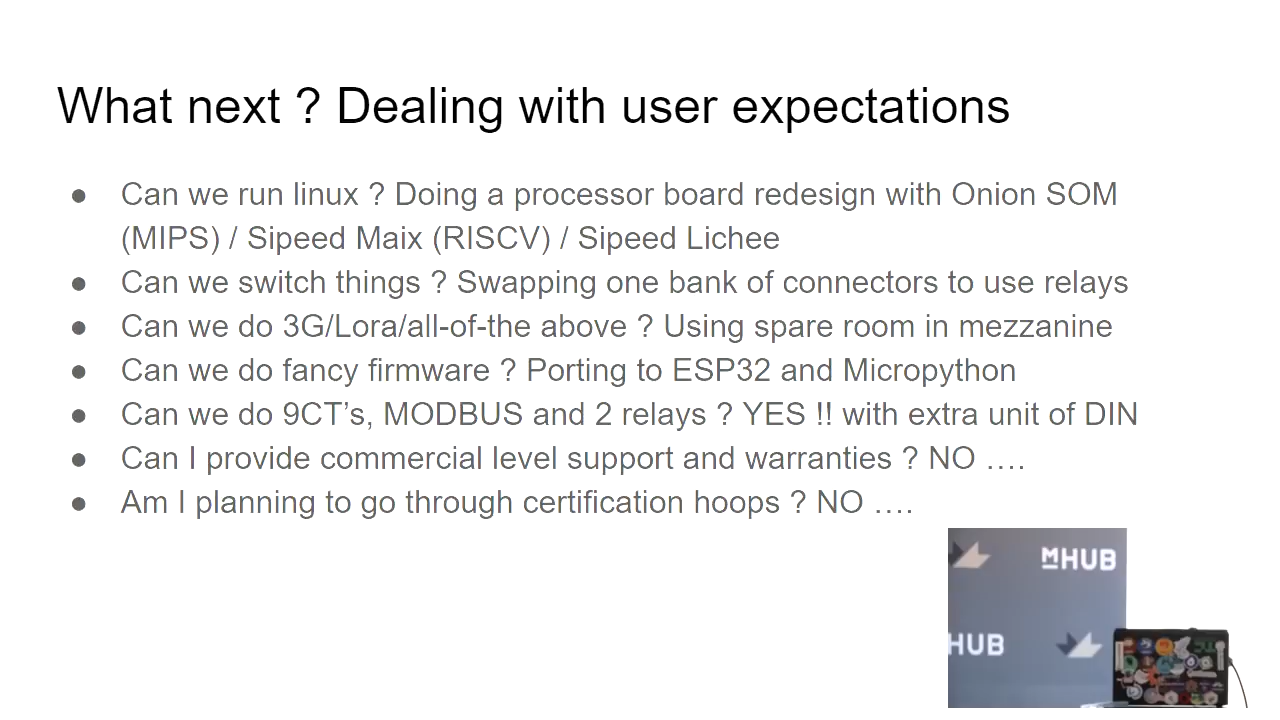 What next ? Dealing with user expectations
● Can we run linux ? Doing a processor board redesign with Onion SOM
(MIPS) / Sipeed Maix (RISCV) / Sipeed Lichee
● Can we switch things ? Swapping one bank of connectors to use relays
● Can we do 3G/Lora/all-of-the above ? Using spare room in mezzanine
● Can we do fancy firmware ? Porting to ESP32 and Micropython
● Can we do 9CT’s, MODBUS and 2 relays ? YES !! with extra unit of DIN
● Can I provide commercial level support and warranties ? NO ….
● Am I planning to go through certification hoops ? NO ….
MHUB
HUB